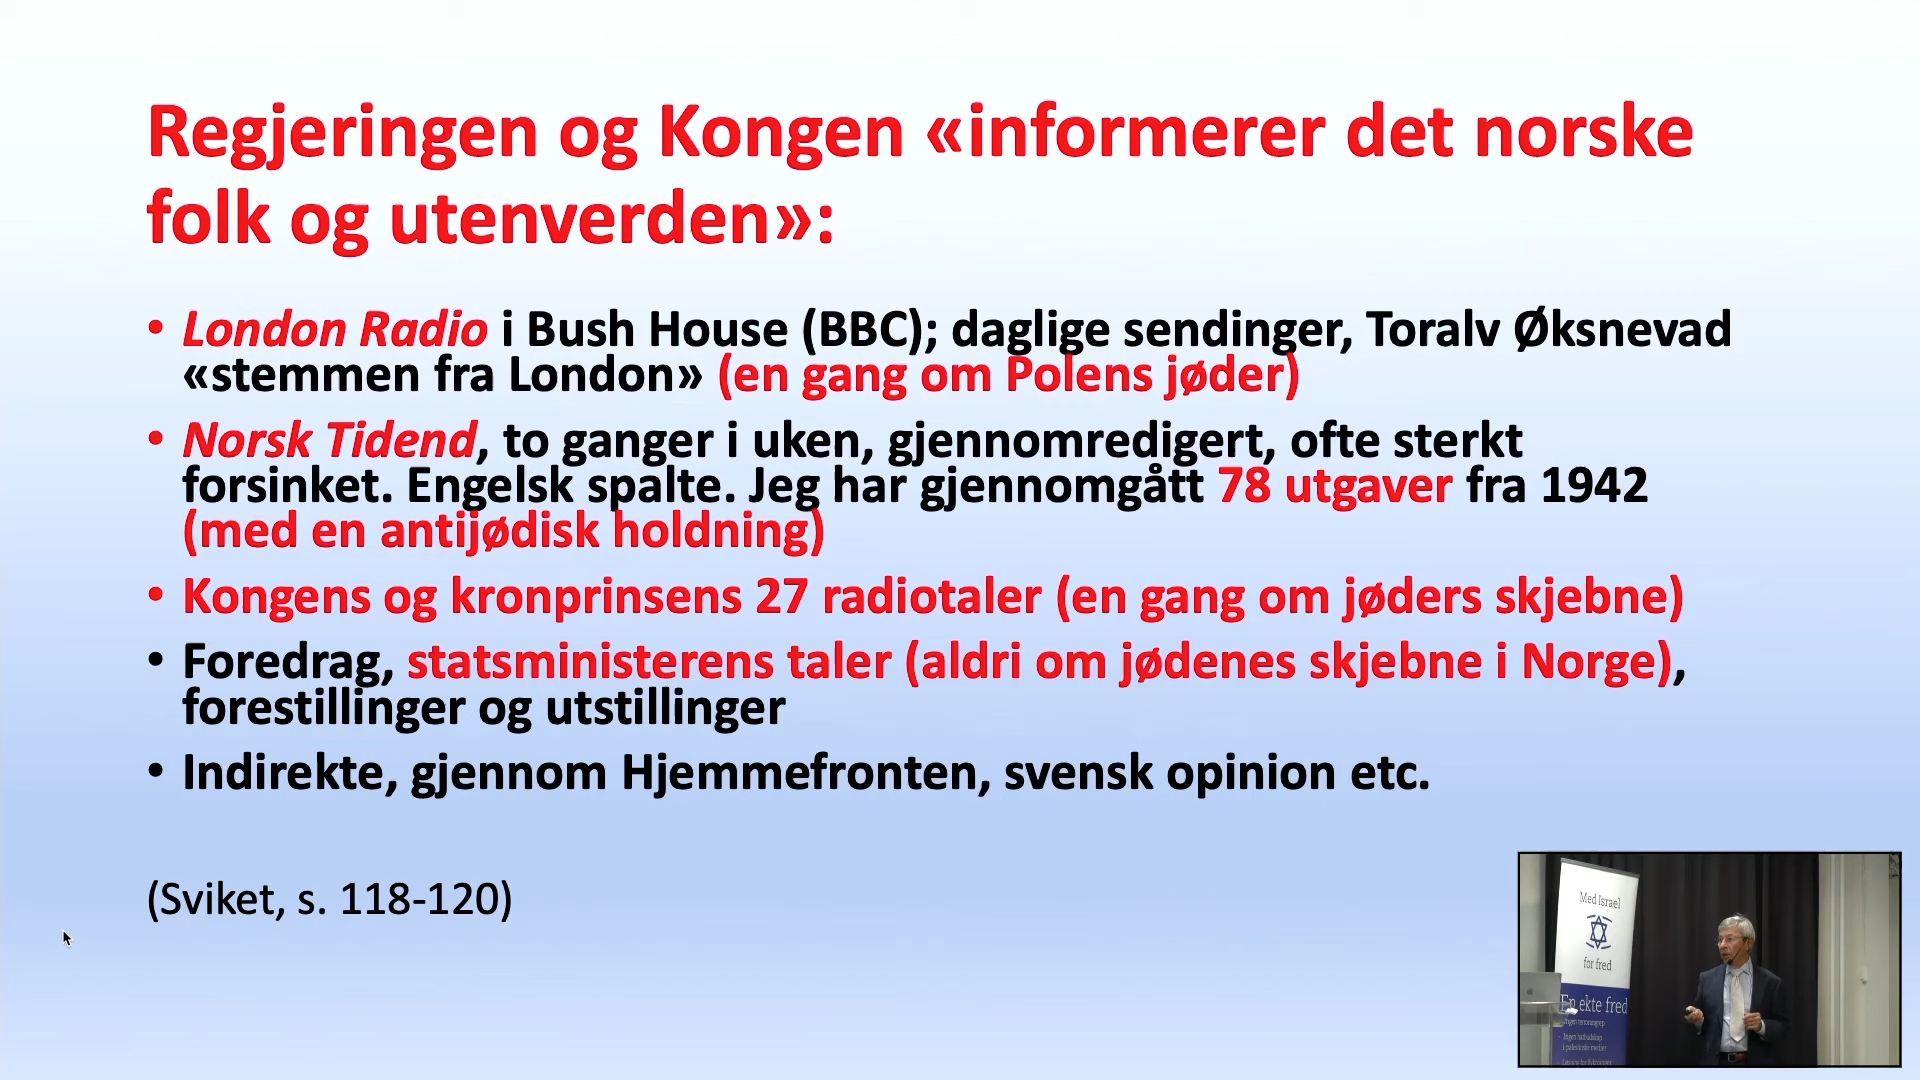 Regjeringen og Kongen «informerer det norske
folk og utenverden»:
• London Radio i Bush House (BBC); daglige sendinger, Toralv Øksnevad
«stemmen fra London» (en gang om Polens jøder)
• Norsk Tidend, to ganger i uken, gjennomredigert, ofte sterkt
forsinket. Engelsk spalte. Jeg har gjennomgått 78 utgaver fra 1942
(med en antijødisk holdning)
• Kongens og kronprinsens 27 radiotaler (en gang om jøders skjebne)
• Foredrag, statsministerens taler (aldri om jødenes skjebne i Norge),
forestillinger og utstillinger
• Indirekte, gjennom Hjemmefronten, svensk opinion etc.
(Sviket, s. 118-120)
Med Israel
for fred
En ekte fred
Ingen
i palestinske medier